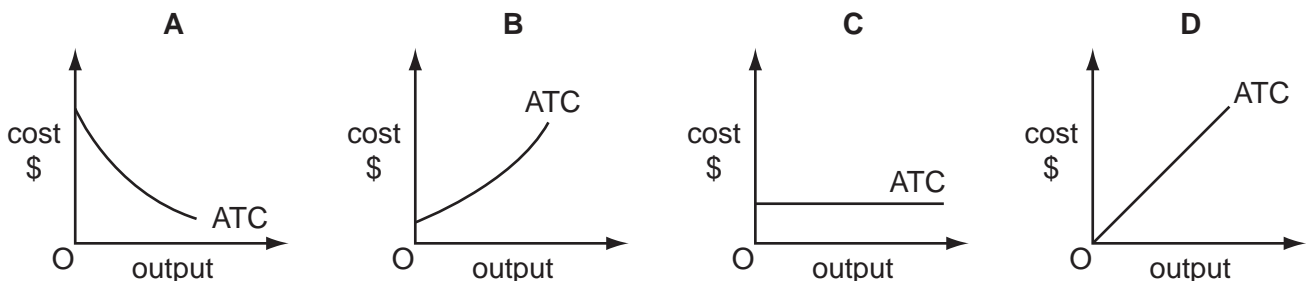 A
cost
$
ATC
O
output
B
cost
$
ATC
O
output
C
cost
$
ATC
O
output
D
cost
$
ATC
O
output